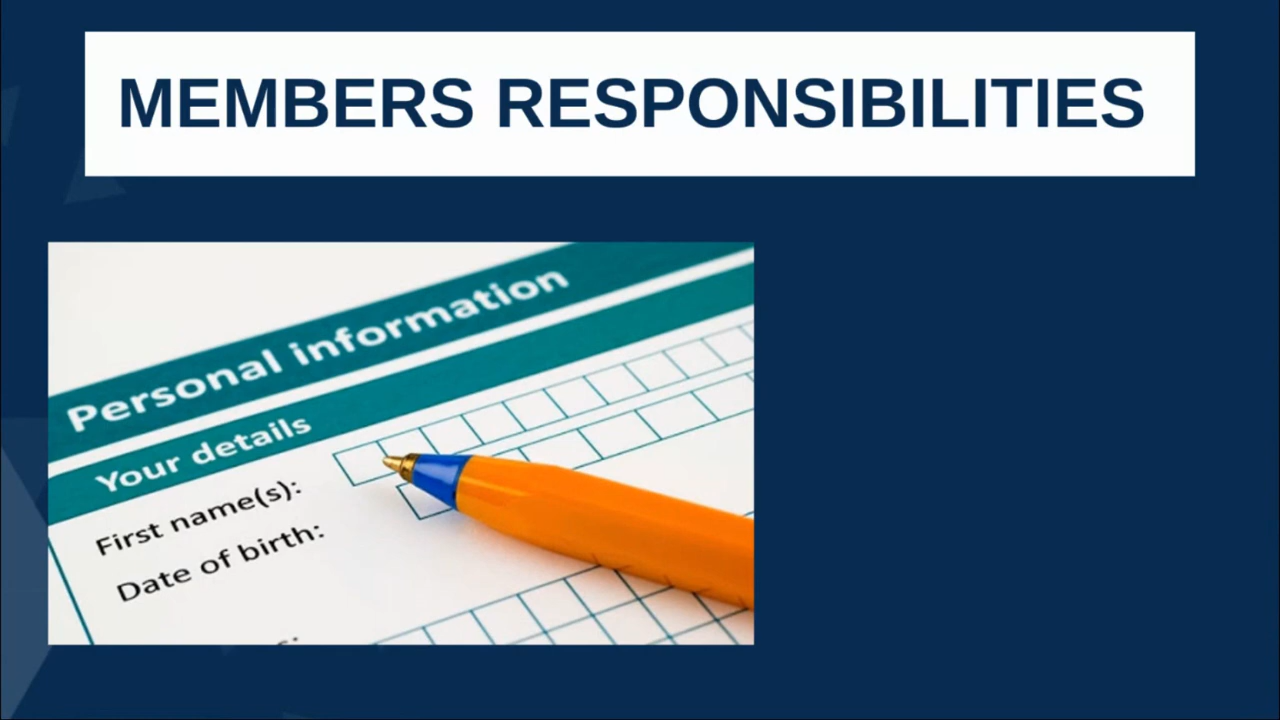 MEMBERS RESPONSIBILITIES
Personal information
Your details
First name(s):
Date of birth: